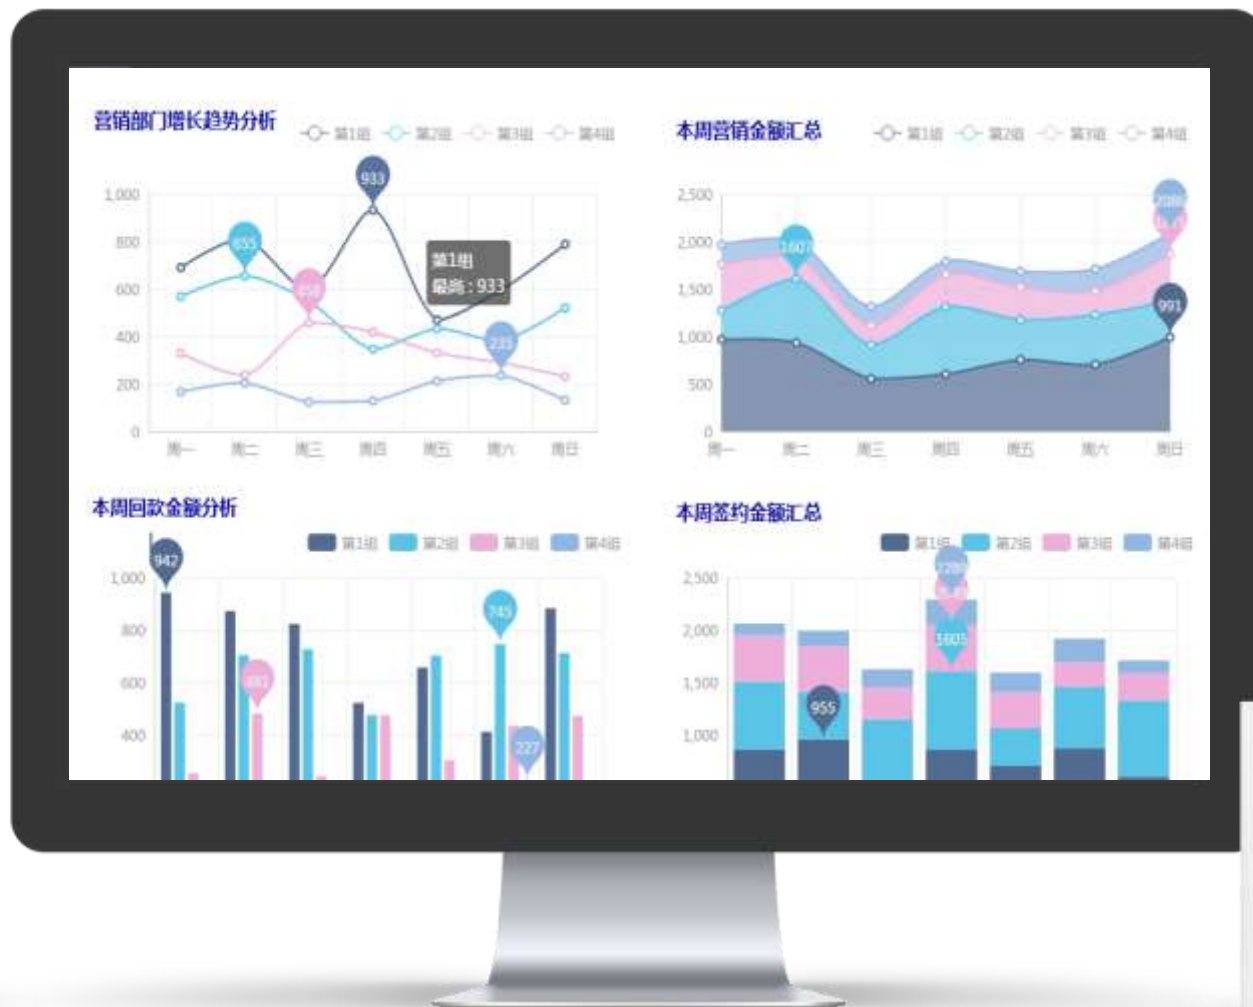 营销部门增长趋势分析
第1组 第2组 第3组 第4组
933
1,000
655
800
458
600
第1组
最高 : 933
400
235
200
0
周一 周二 周三 周四 周五 周六 周日
本周营销金额汇总
第1组 第2组 第3组 第4组
2,500
2,000
1607
1,500
991
1,000
500
0
周一 周二 周三 周四 周五 周六 周日
本周回款金额分析
第1组 第2组 第3组 第4组
942
1,000
745
800
481
600
227
400
本周签约金额汇总
第1组 第2组 第3组 第4组
2,500
2,000
1605
1,500
955
1,000